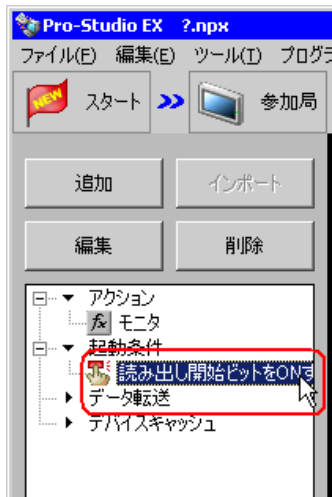 Pro-Studio EX ?.npx
ファイル(F) 編集(E) ツール(T) プログラ
NEW スタート 参加局
追加 インポート
編集 削除
アクション
fx モニタ
起動条件
読み出し開始ビットをONす
データ転送
デバイスキャッシュ